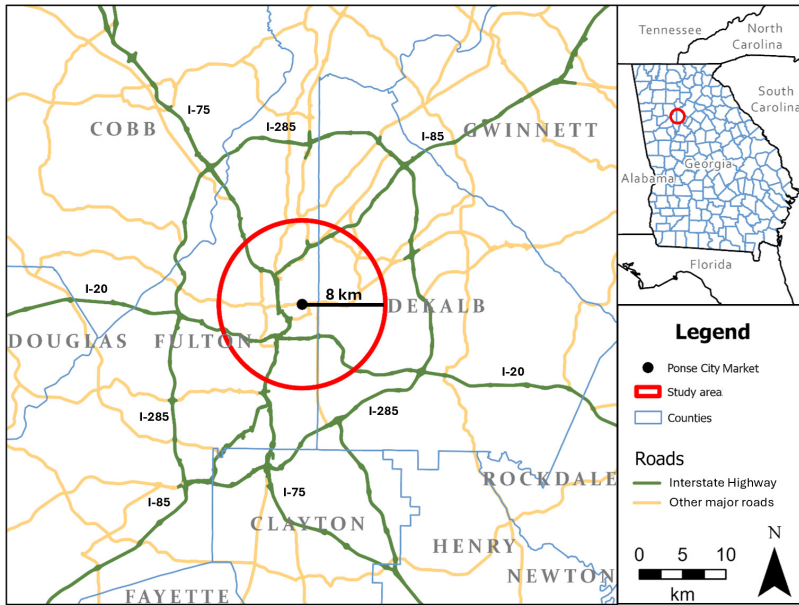 I-75
COBB
I-285
I-85
GWINNETT
8 km
I-20
DEKALB
DOUGLAS
FULTON
I-20
I-285
I-285
I-85
I-75
ROCKDALE
CLAYTON
HENRY
NEWTON
FAYETTE
Tennessee
North
Carolina
South
Carolina
Georgia
Alabama
Florida
Legend
Ponse City Market
Study area
Counties
Roads
Interstate Highway
Other major roads
N
0 5 10
km